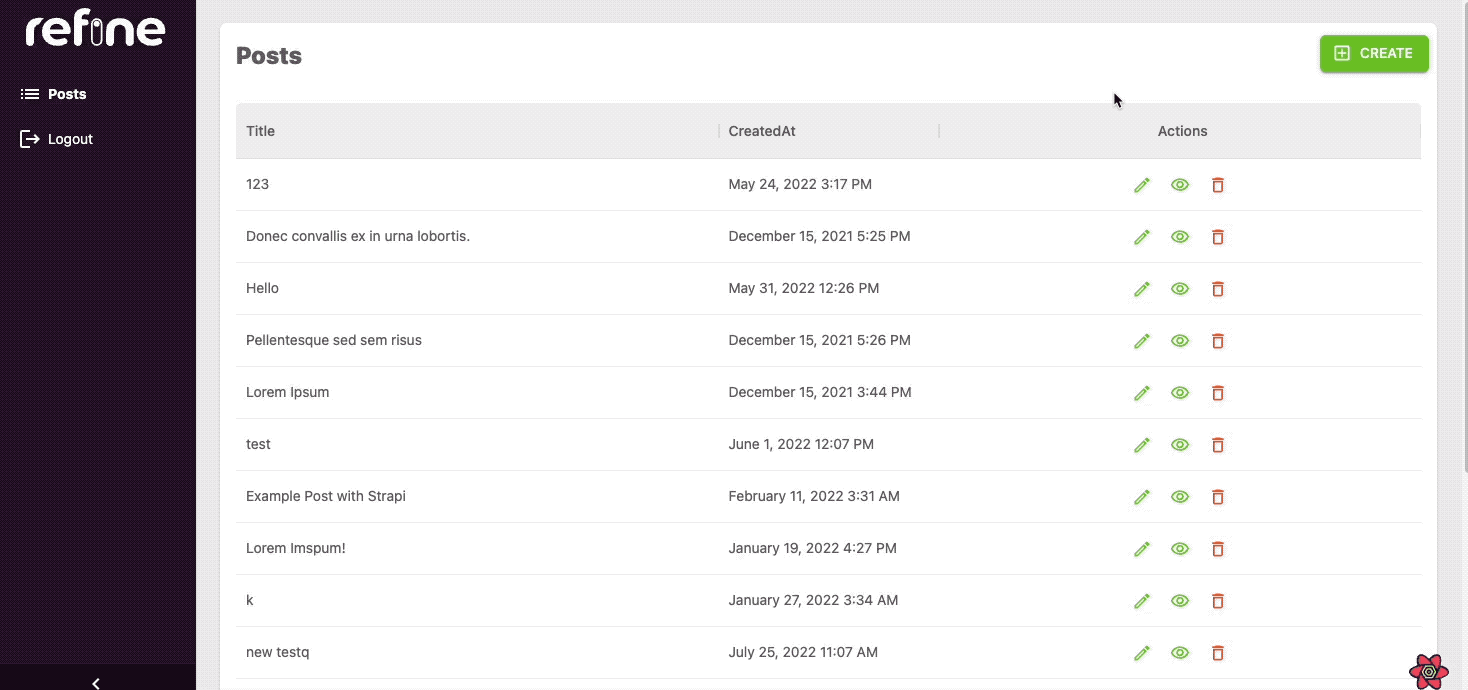 refine
Posts
Logout
Posts
CREATE
Title CreatedAt Actions
123 May 24, 2022 3:17 PM
Donec convallis ex in urna lobortis. December 15, 2021 5:25 PM
Hello May 31, 2022 12:26 PM
Pellentesque sed sem risus December 15, 2021 5:26 PM
Lorem Ipsum December 15, 2021 3:44 PM
test June 1, 2022 12:07 PM
Example Post with Strapi February 11, 2022 3:31 AM
Lorem Imspum! January 19, 2022 4:27 PM
k January 27, 2022 3:34 AM
new testq July 25, 2022 11:07 AM